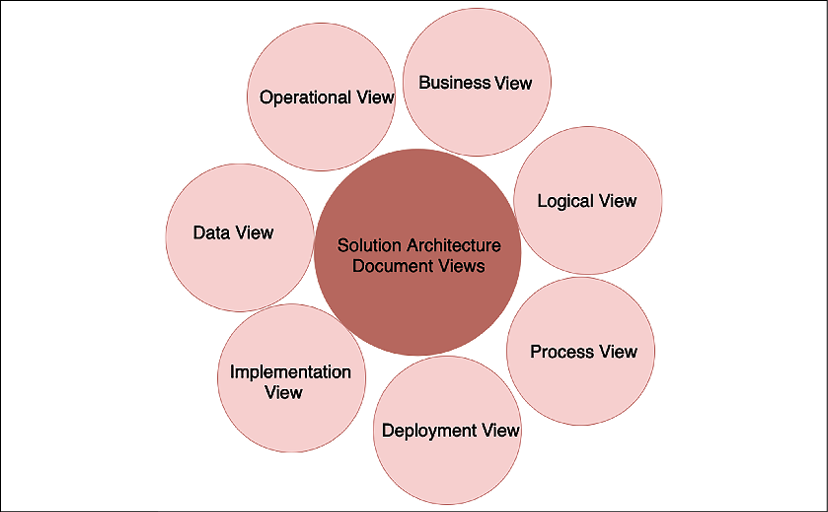 Business View
Operational View
Logical View
Data View
Solution Architecture
Document Views
Process View
Implementation
View
Deployment View